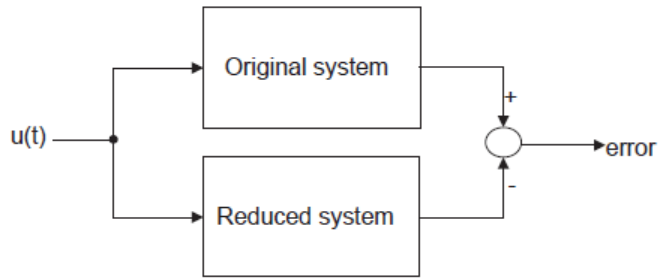 Original system
+
u(t)
error
-
Reduced system